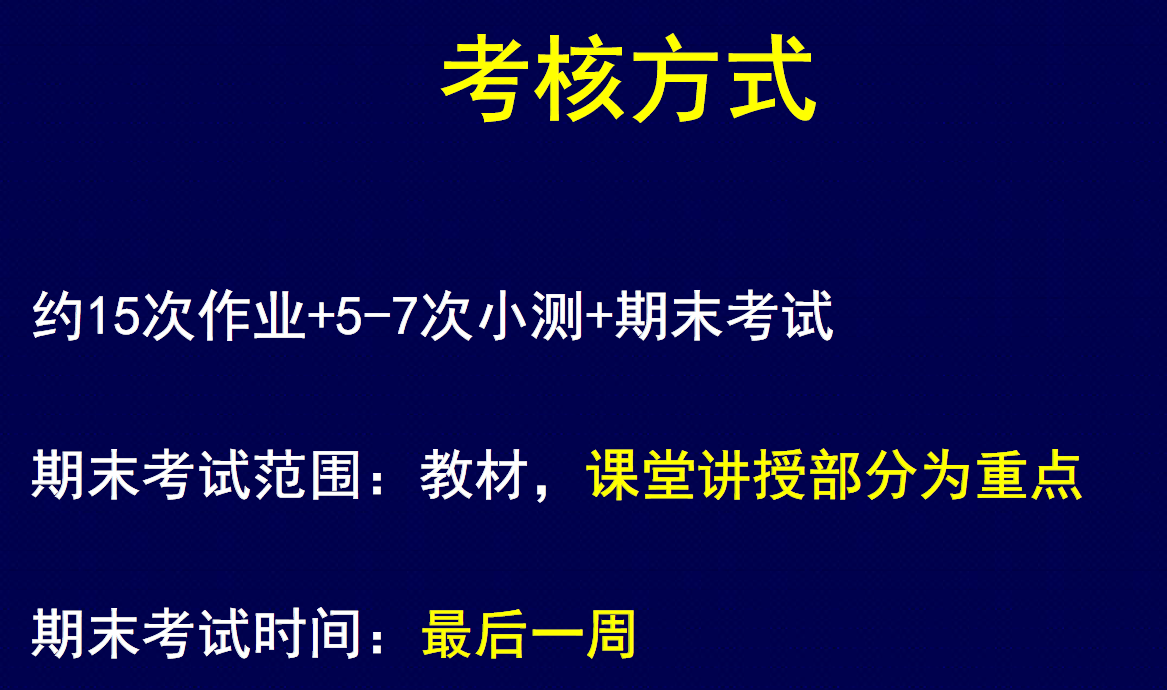 考核方式
约15次作业+5-7次小测+期末考试
期末考试范围：教材，课堂讲授部分为重点
期末考试时间：最后一周